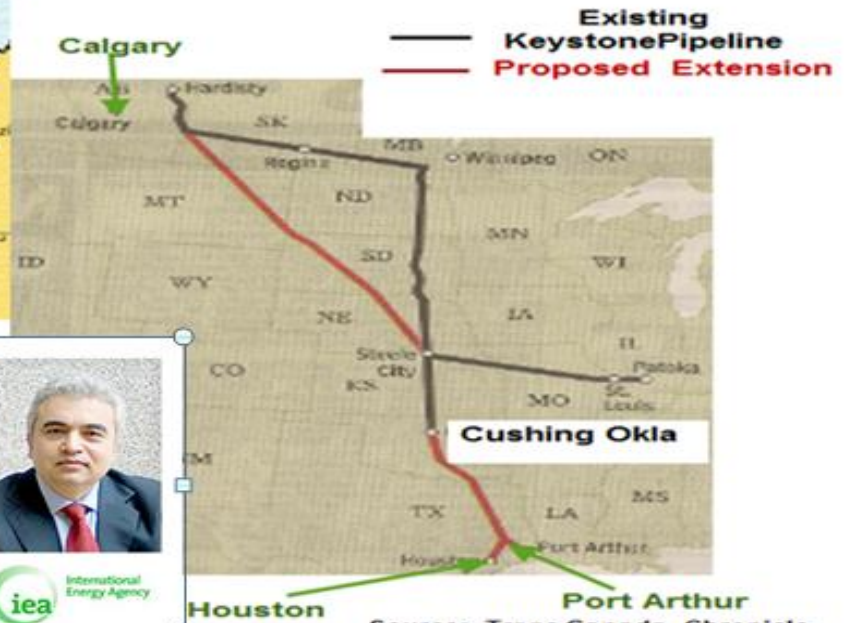 Existing
KeystonePipeline
Proposed Extension
Calgary
Hardisty
Calgary
SK
MB
Regina
Winnipeg
ON
MT
ND
MN
ID
SD
WI
WY
NE
IA
IL
Steele
City
Patoka
CO
KS
MO
St.
Louis
Cushing Okla
TX
LA
MS
Port Arthur
iea
International
Energy Agency
Houston
Port Arthur